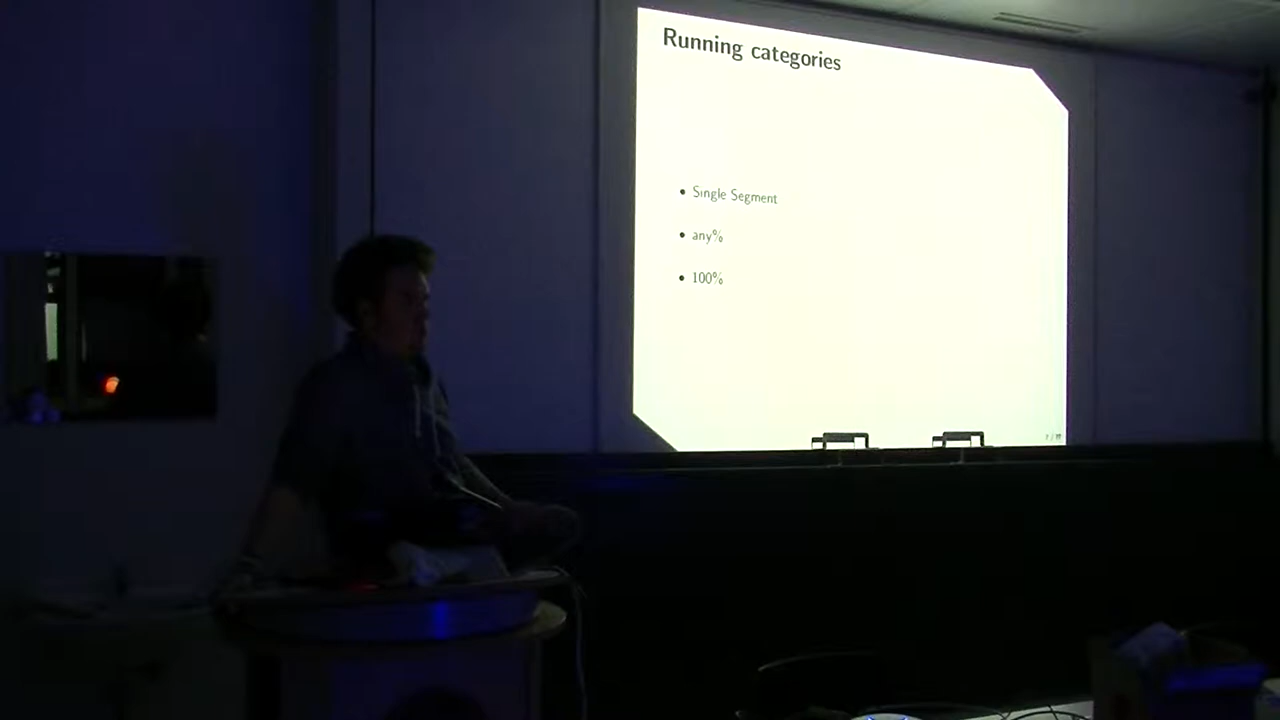 Running categories
• Single Segment
• any%
• 100%